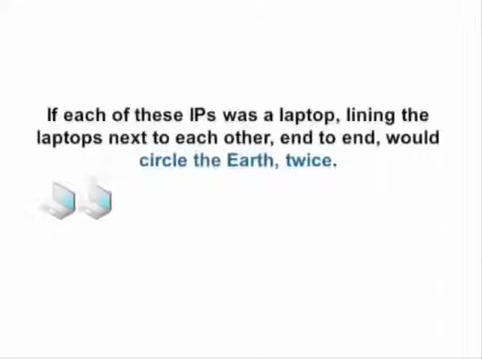 If each of these IPs was a laptop, lining the
laptops next to each other, end to end, would
circle the Earth, twice.